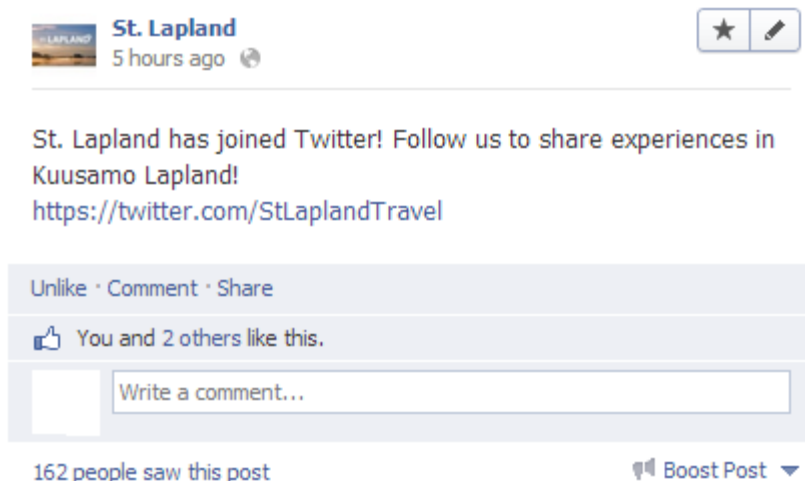 LAPLAND
St. Lapland
5 hours ago
St. Lapland has joined Twitter! Follow us to share experiences in
Kuusamo Lapland!
https://twitter.com/StLaplandTravel
Unlike · Comment · Share
You and 2 others like this.
Write a comment...
162 people saw this post
Boost Post